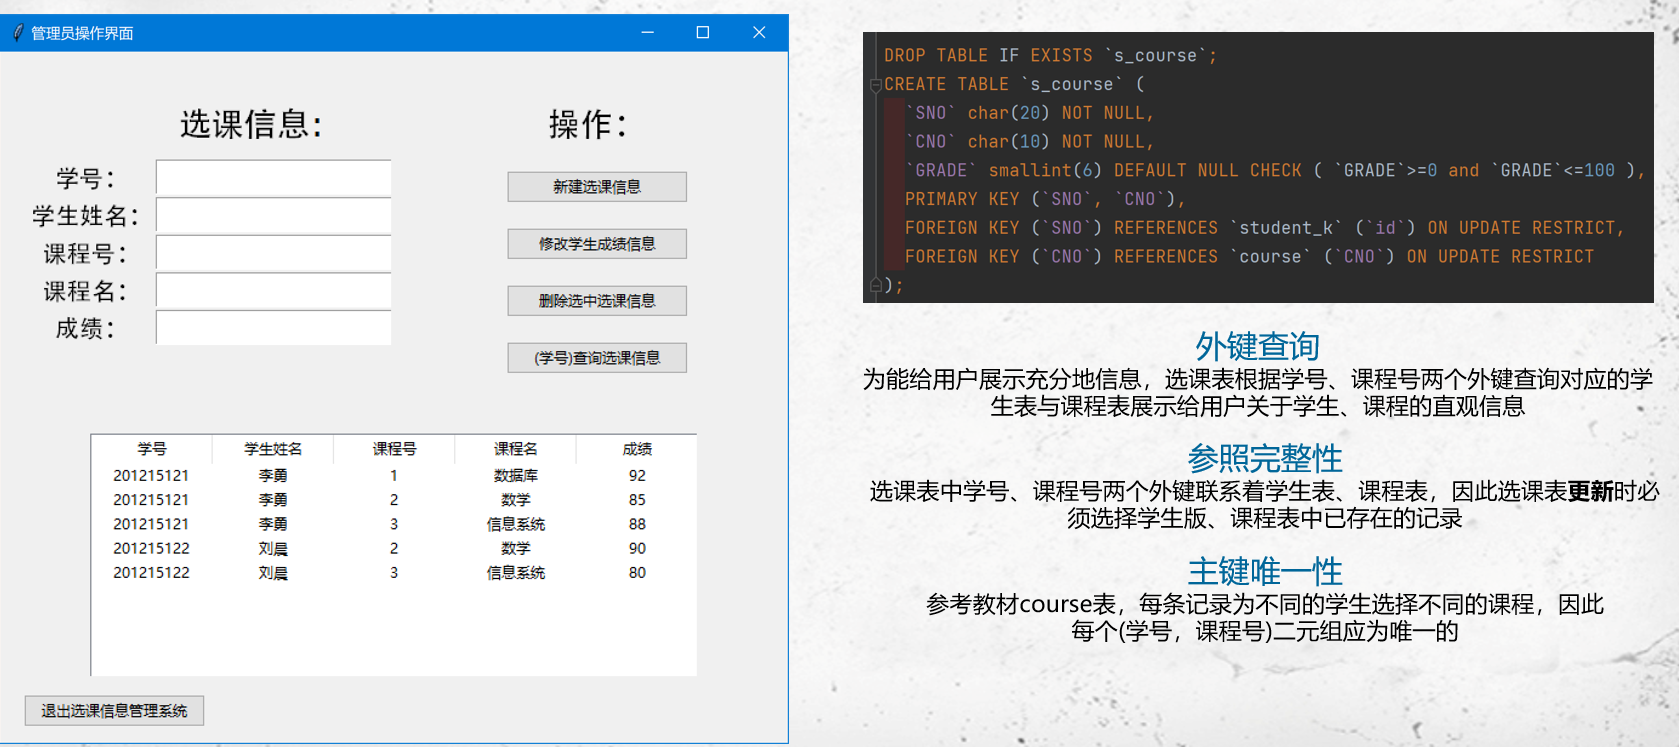 管理员操作界面
选课信息：
操作：
学号：
学生姓名：
课程号：
课程名：
成绩：
新建选课信息
修改学生成绩信息
删除选中选课信息
(学号)查询选课信息
学号 学生姓名 课程号 课程名 成绩
201215121 李勇 1 数据库 92
201215121 李勇 2 数学 85
201215121 李勇 3 信息系统 88
201215122 刘晨 2 数学 90
201215122 刘晨 3 信息系统 80
退出选课信息管理系统
DROP TABLE IF EXISTS `s_course`;
CREATE TABLE `s_course` (
`SNO` char(20) NOT NULL,
`CNO` char(10) NOT NULL,
`GRADE` smallint(6) DEFAULT NULL CHECK ( `GRADE`>=0 and `GRADE`<=100 ),
PRIMARY KEY (`SNO`, `CNO`),
FOREIGN KEY (`SNO`) REFERENCES `student_k` (`id`) ON UPDATE RESTRICT,
FOREIGN KEY (`CNO`) REFERENCES `course` (`CNO`) ON UPDATE RESTRICT
);
外键查询
为能给用户展示充分地信息，选课表根据学号、课程号两个外键查询对应的学
生表与课程表展示给用户关于学生、课程的直观信息
参照完整性
选课表中学号、课程号两个外键联系着学生表、课程表，因此选课表更新时必
须选择学生版、课程表中已存在的记录
主键唯一性
参考教材course表，每条记录为不同的学生选择不同的课程，因此
每个(学号，课程号)二元组应为唯一的